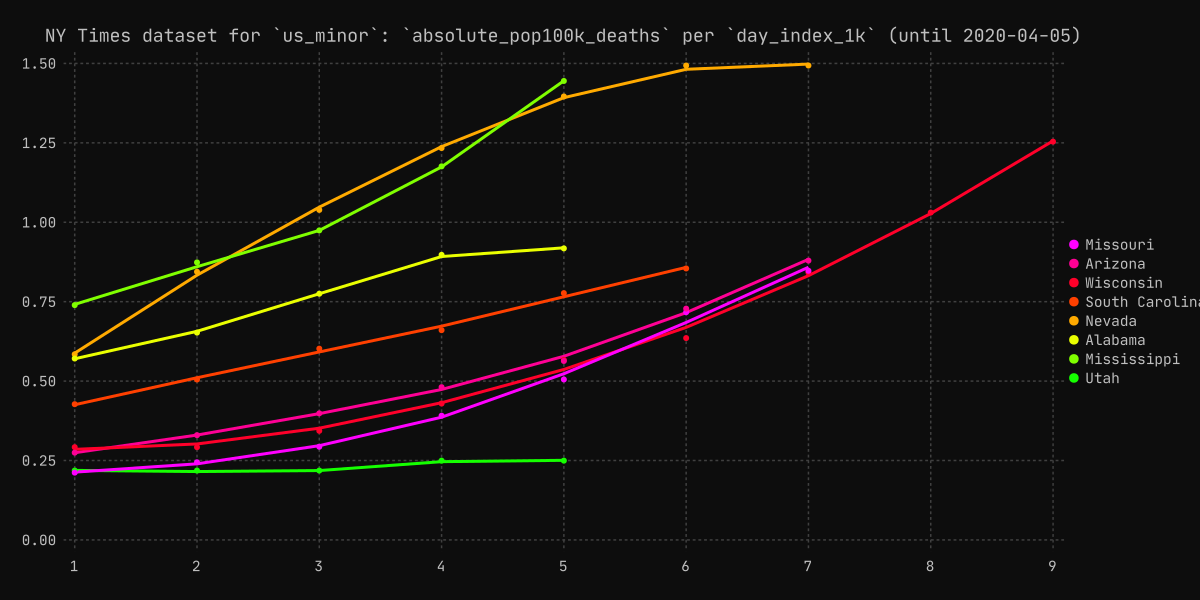 NY Times dataset for `us_minor`: `absolute_pop100k_deaths` per `day_index_1k` (until 2020-04-05)
1.50
1.25
1.00
0.75
0.50
0.25
0.00
1 2 3 4 5 6 7 8 9
Missouri
Arizona
Wisconsin
South Carolina
Nevada
Alabama
Mississippi
Utah